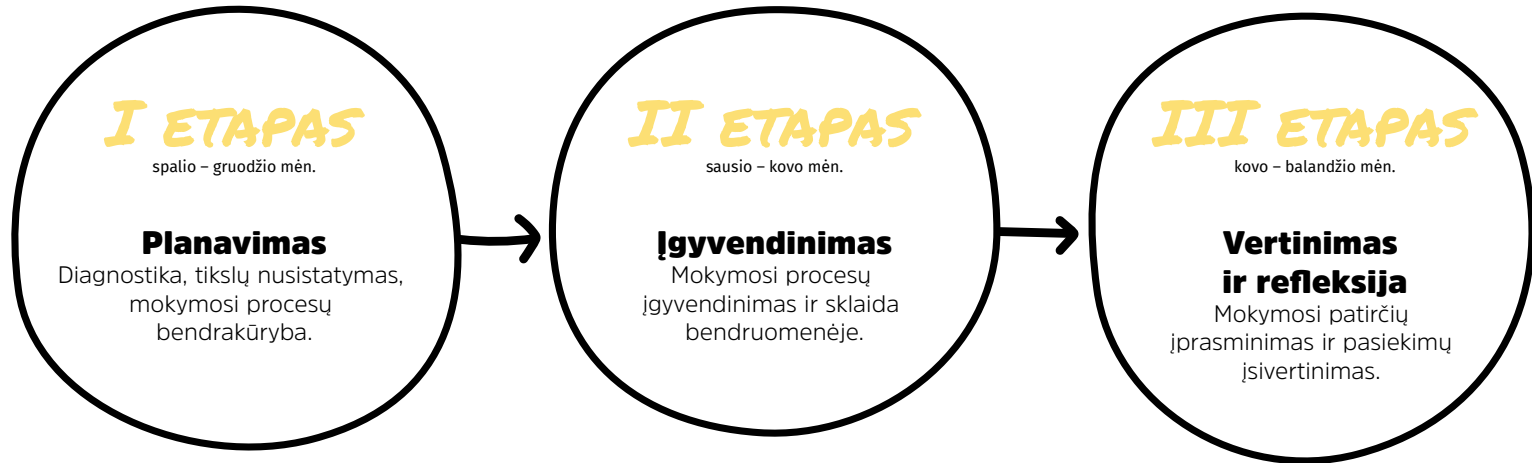 I ETAPAS
spalio – gruodžio mėn.
Planavimas
Diagnostika, tikslų nusistatymas,
mokymosi procesų
bendrakūryba.
II ETAPAS
sausio – kovo mėn.
Įgyvendinimas
Mokymosi procesų
įgyvendinimas ir sklaida
bendruomenėje.
III ETAPAS
kovo – balandžio mėn.
Vertinimas
ir refleksija
Mokymosi patirčių
įprasminimas ir pasiekimų
įsivertinimas.